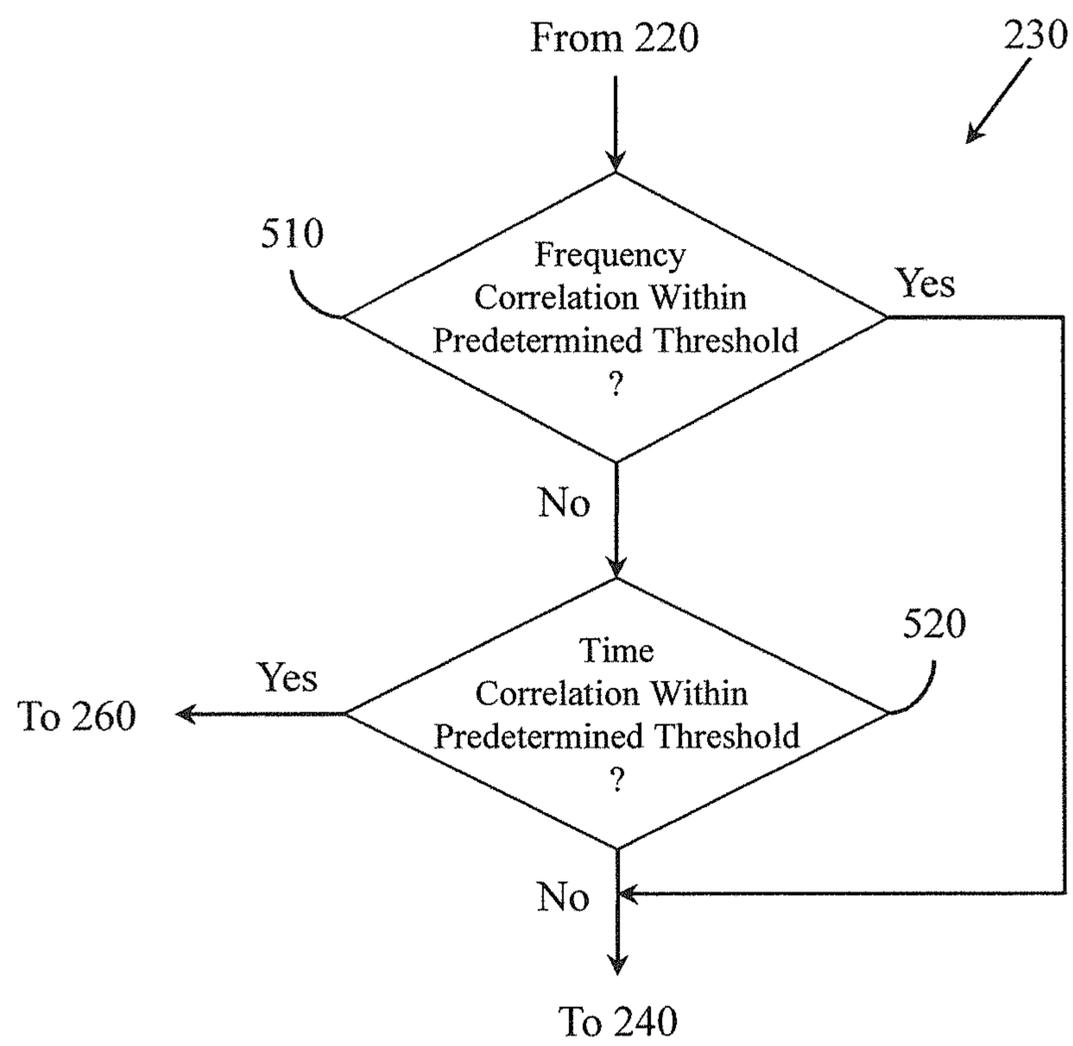 From 220
230
510
Frequency
Correlation Within
Predetermined Threshold
?
Yes
No
520
Time
Correlation Within
Predetermined Threshold
?
Yes
To 260
No
To 240